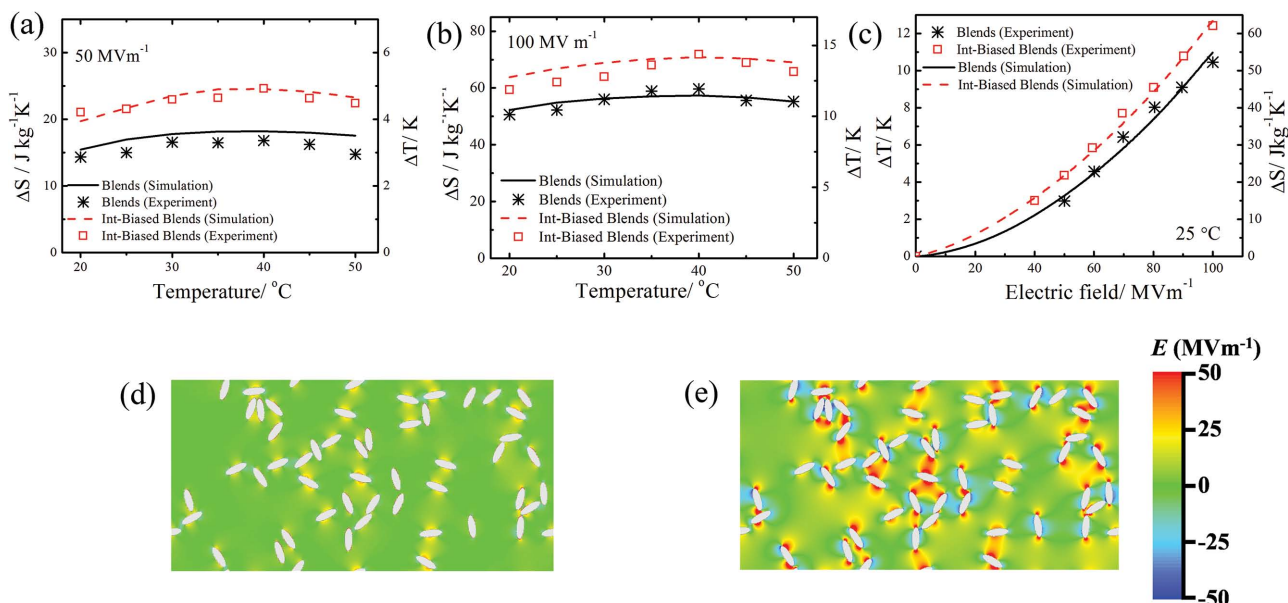 (a)
50 MVm⁻¹
ΔS / J kg⁻¹K⁻¹
30
20
10
0
6
5
4
3
2
1
0
ΔT/ K
Blends (Simulation)
Blends (Experiment)
Int-Biased Blends (Simulation)
Int-Biased Blends (Experiment)
20 30 40 50
Temperature/ °C
(b)
100 MV m⁻¹
ΔS / J kg⁻¹K⁻¹
80
60
40
20
0
15
10
5
0
ΔT/ K
Blends (Simulation)
Blends (Experiment)
Int-Biased Blends (Simulation)
Int-Biased Blends (Experiment)
20 30 40 50
Temperature/ °C
(c)
Blends (Experiment)
Int-Biased Blends (Experiment)
Blends (Simulation)
Int-Biased Blends (Simulation)
ΔT/ K
12
10
8
6
4
2
0
60
50
40
30
20
10
0
ΔS/ Jkg⁻¹K⁻¹
25 °C
0 20 40 60 80 100
Electric field/ MVm⁻¹
(d)
(e)
E (MVm⁻¹)
50
25
0
-25
-50